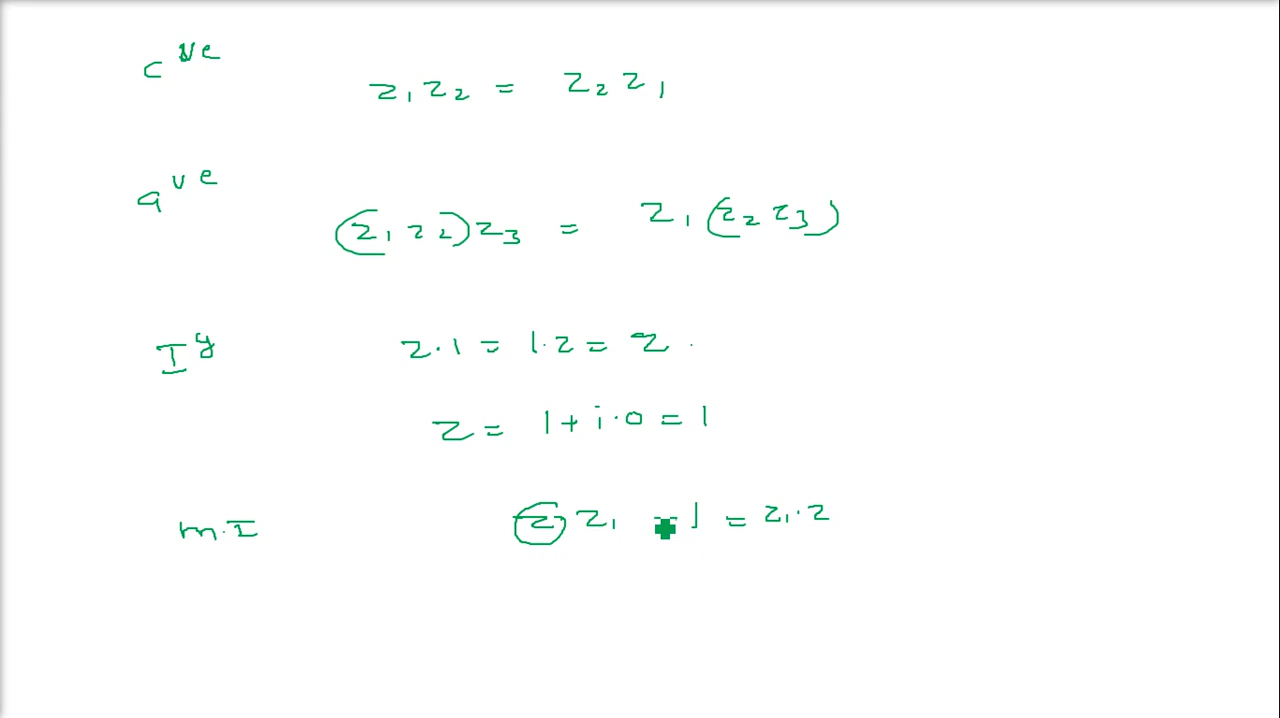 c^ve z₁z₂ = z₂z₁
a^ve (z₁z₂)z₃ = z₁(z₂z₃)
I^y z·1 = 1·z = z.
z = 1 + i·0 = 1
m.I z z₁ = 1 = z₁·z